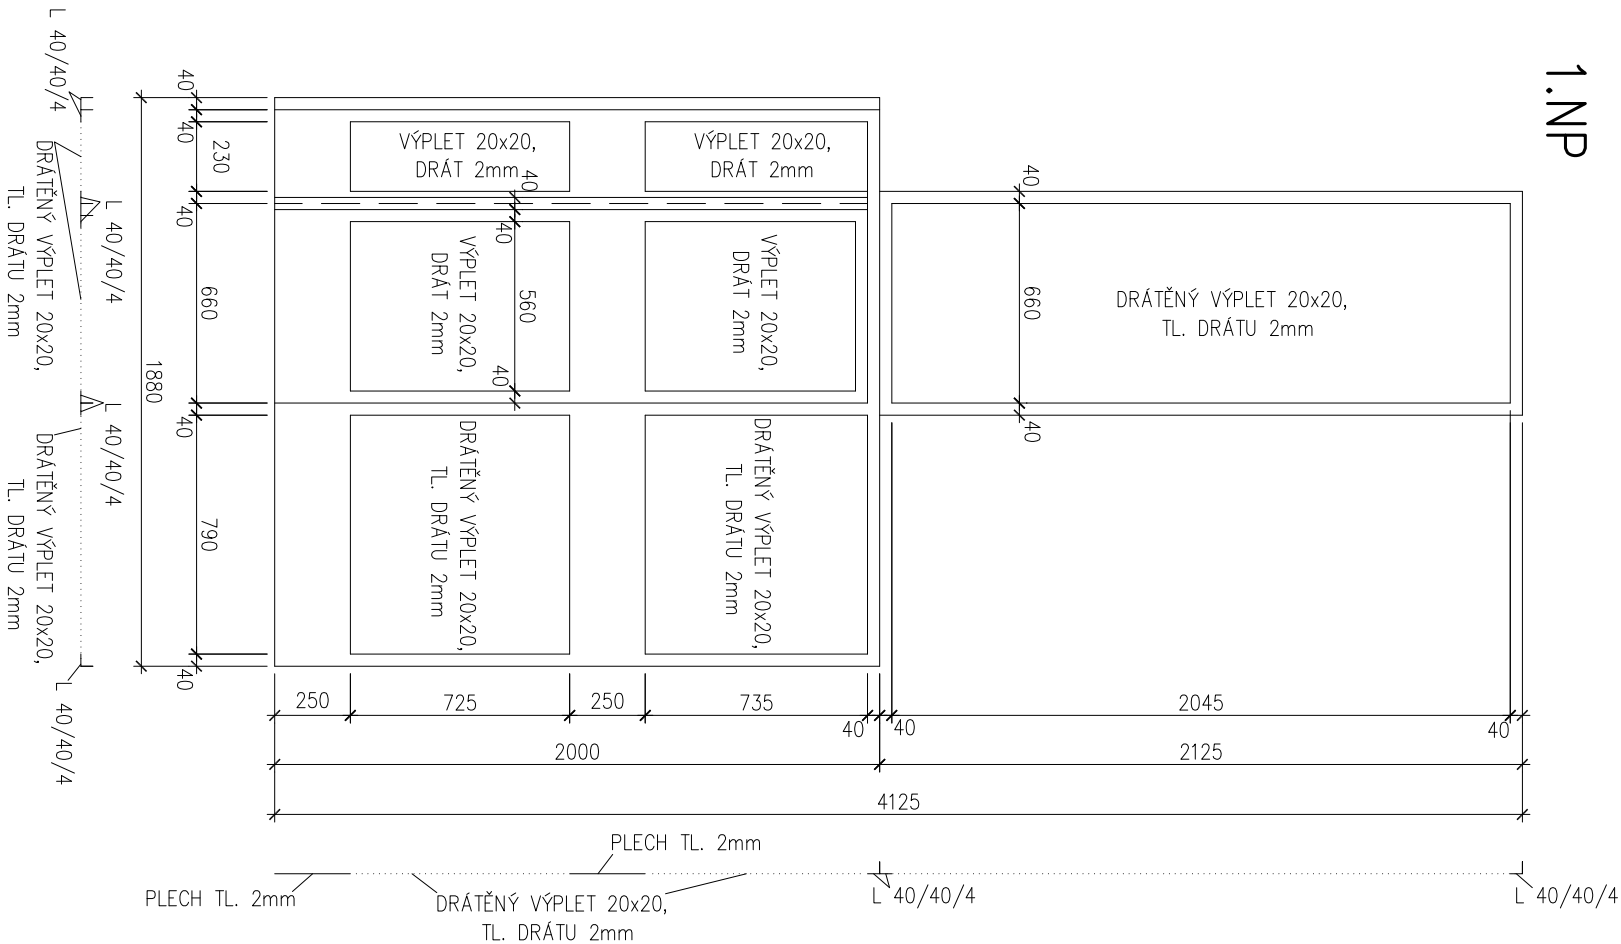 1.NP
L 40/40/4
DRÁTĚNÝ VÝPLET 20x20,
TL. DRÁTU 2mm
L 40/40/4
L 40/40/4
DRÁTĚNÝ VÝPLET 20x20,
TL. DRÁTU 2mm
L 40/40/4
1880
40
40
230
40
660
40
790
40
VÝPLET 20x20,
DRÁT 2mm
VÝPLET 20x20,
DRÁT 2mm
40
40
560
40
VÝPLET 20x20,
DRÁT 2mm
VÝPLET 20x20,
DRÁT 2mm
DRÁTĚNÝ VÝPLET 20x20,
TL. DRÁTU 2mm
DRÁTĚNÝ VÝPLET 20x20,
TL. DRÁTU 2mm
40
660
40
DRÁTĚNÝ VÝPLET 20x20,
TL. DRÁTU 2mm
250
725
250
735
40
40
2045
40
2000
2125
4125
PLECH TL. 2mm
PLECH TL. 2mm
DRÁTĚNÝ VÝPLET 20x20,
TL. DRÁTU 2mm
L 40/40/4
L 40/40/4